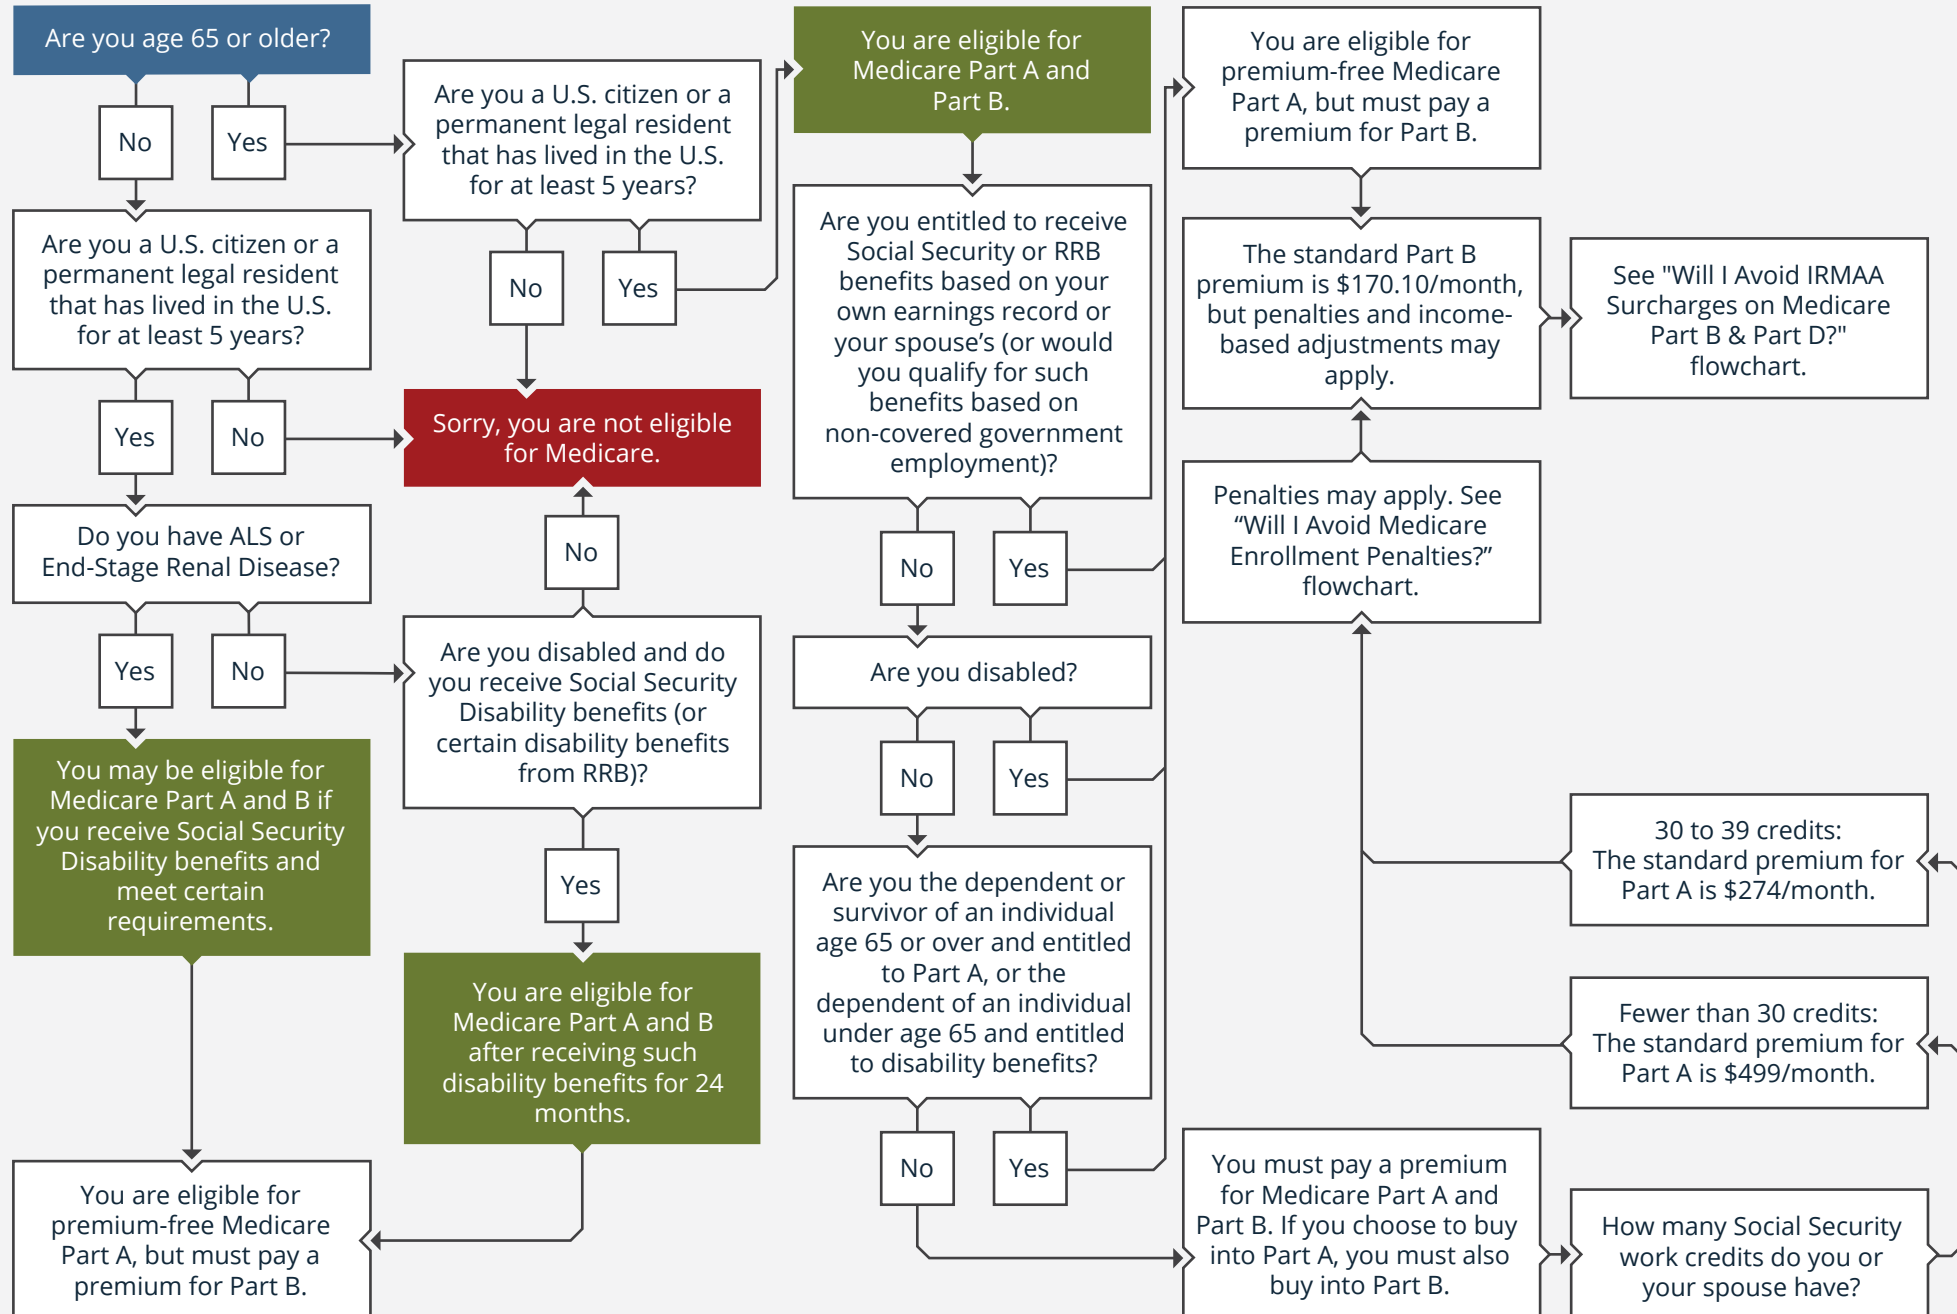 Are you age 65 or older?
No
Yes
Are you a U.S. citizen or a
permanent legal resident
that has lived in the U.S.
for at least 5 years?
Yes
No
Do you have ALS or
End-Stage Renal Disease?
Yes
No
You may be eligible for
Medicare Part A and B if
you receive Social Security
Disability benefits and
meet certain
requirements.
You are eligible for
premium-free Medicare
Part A, but must pay a
premium for Part B.
Are you a U.S. citizen or a
permanent legal resident
that has lived in the U.S.
for at least 5 years?
No
Yes
Sorry, you are not eligible
for Medicare.
No
Are you disabled and do
you receive Social Security
Disability benefits (or
certain disability benefits
from RRB)?
Yes
You are eligible for
Medicare Part A and B
after receiving such
disability benefits for 24
months.
You are eligible for
Medicare Part A and
Part B.
Are you entitled to receive
Social Security or RRB
benefits based on your
own earnings record or
your spouse’s (or would
you qualify for such
benefits based on
non-covered government
employment)?
No
Yes
Are you disabled?
No
Yes
Are you the dependent or
survivor of an individual
age 65 or over and entitled
to Part A, or the
dependent of an individual
under age 65 and entitled
to disability benefits?
No
Yes
You are eligible for
premium-free Medicare
Part A, but must pay a
premium for Part B.
The standard Part B
premium is $170.10/month,
but penalties and income-
based adjustments may
apply.
See "Will I Avoid IRMAA
Surcharges on Medicare
Part B & Part D?"
flowchart.
Penalties may apply. See
“Will I Avoid Medicare
Enrollment Penalties?”
flowchart.
30 to 39 credits:
The standard premium for
Part A is $274/month.
Fewer than 30 credits:
The standard premium for
Part A is $499/month.
You must pay a premium
for Medicare Part A and
Part B. If you choose to buy
into Part A, you must also
buy into Part B.
How many Social Security
work credits do you or
your spouse have?